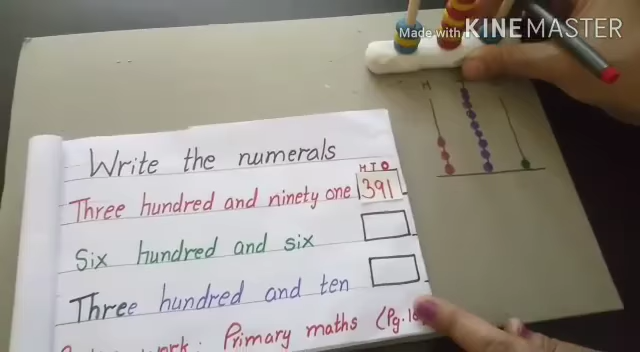 Made with KINEMASTER
H
Write the numerals
H T O
Three hundred and ninety one 391
Six hundred and six
Three hundred and ten
Primary maths (Pg.